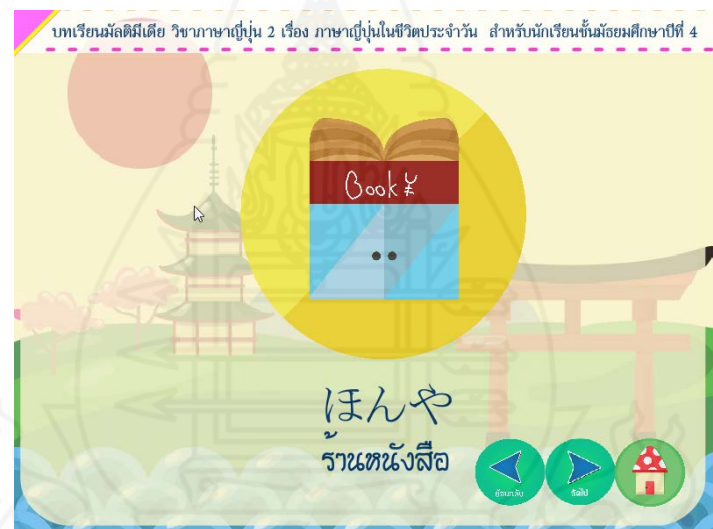 บทเรียนมัลติมีเดีย วิชาภาษาญี่ปุ่น 2 เรื่อง ภาษาญี่ปุ่นในชีวิตประจำวัน สำหรับนักเรียนชั้นมัธยมศึกษาปีที่ 4
Book ¥
ほんや
ร้านหนังสือ
ย้อนกลับ ถัดไป